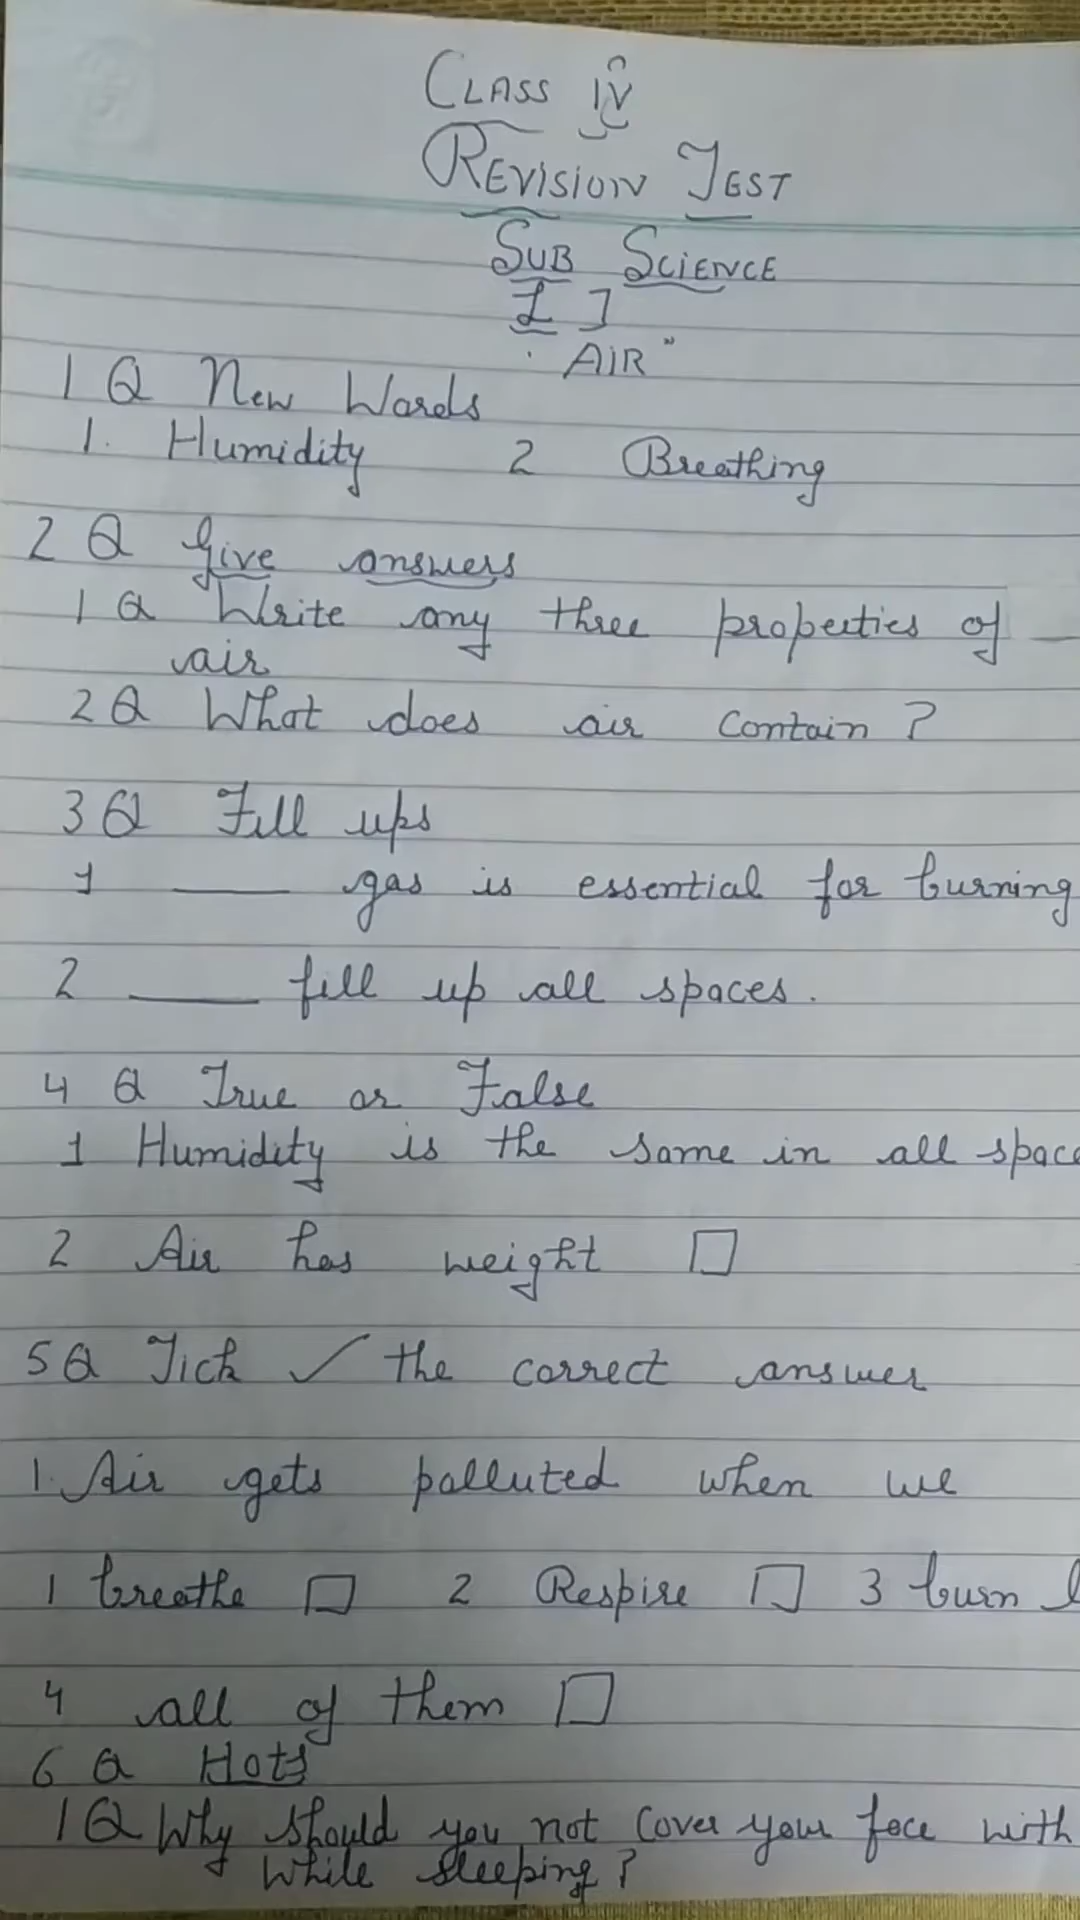 CLASS IV
REVISION TEST
SUB SCIENCE
L 7
"AIR"
1 Q New Words
1. Humidity 2 Breathing
2 Q Give answers
1 Q Write any three properties of
air
2 Q What does air contain ?
3 Q Fill ups
1 ____ gas is essential for burning
2 ____ fill up all spaces.
4 Q True or False
1 Humidity is the same in all
2 Air has weight
5 Q Tick ✓ the correct answer
1. Air gets polluted when we
1 breathe 2 Respire 3 burn
4 all of them
6 Q Hots
1 Q Why should you not cover your face with
while sleeping ?